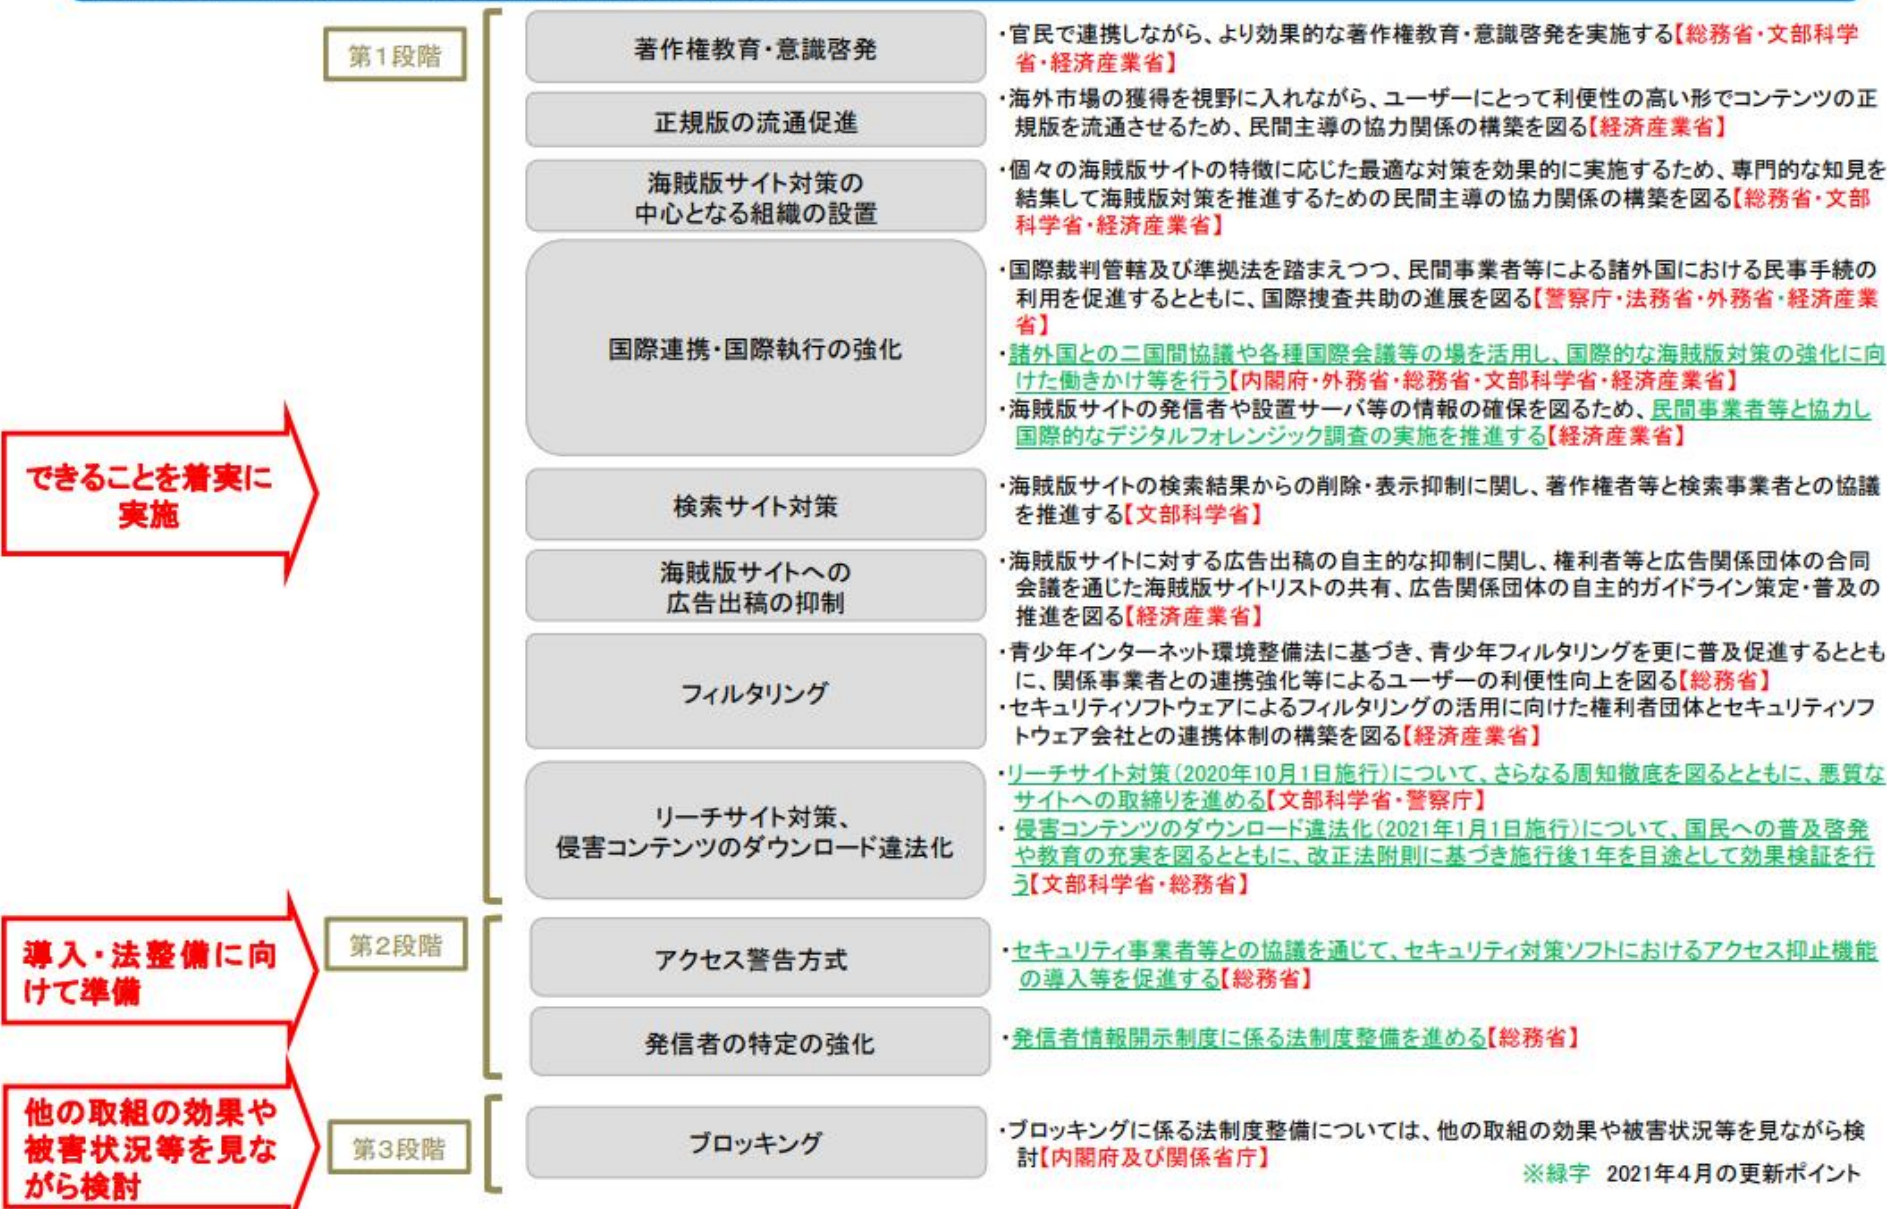 第1段階
著作権教育・意識啓発
・官民で連携しながら、より効果的な著作権教育・意識啓発を実施する【総務省・文部科学
省・経済産業省】
正規版の流通促進
・海外市場の獲得を視野に入れながら、ユーザーにとって利便性の高い形でコンテンツの正
規版を流通させるため、民間主導の協力関係の構築を図る【経済産業省】
海賊版サイト対策の
中心となる組織の設置
・個々の海賊版サイトの特徴に応じた最適な対策を効果的に実施するため、専門的な知見を
結集して海賊版対策を推進するための民間主導の協力関係の構築を図る【総務省・文部
科学省・経済産業省】
国際連携・国際執行の強化
・国際裁判管轄及び準拠法を踏まえつつ、民間事業者等による諸外国における民事手続の
利用を促進するとともに、国際捜査共助の進展を図る【警察庁・法務省・外務省・経済産業
省】
・諸外国との二国間協議や各種国際会議等の場を活用し、国際的な海賊版対策の強化に向
けた働きかけ等を行う【内閣府・外務省・総務省・文部科学省・経済産業省】
・海賊版サイトの発信者や設置サーバ等の情報の確保を図るため、民間事業者等と協力し
国際的なデジタルフォレンジック調査の実施を推進する【経済産業省】
できることを着実に
実施
検索サイト対策
・海賊版サイトの検索結果からの削除・表示抑制に関し、著作権者等と検索事業者との協議
を推進する【文部科学省】
海賊版サイトへの
広告出稿の抑制
・海賊版サイトに対する広告出稿の自主的な抑制に関し、権利者等と広告関係団体の合同
会議を通じた海賊版サイトリストの共有、広告関係団体の自主的ガイドライン策定・普及の
推進を図る【経済産業省】
フィルタリング
・青少年インターネット環境整備法に基づき、青少年フィルタリングを更に普及促進するととも
に、関係事業者との連携強化等によるユーザーの利便性向上を図る【総務省】
・セキュリティソフトウェアによるフィルタリングの活用に向けた権利者団体とセキュリティソフ
トウェア会社との連携体制の構築を図る【経済産業省】
リーチサイト対策、
侵害コンテンツのダウンロード違法化
・リーチサイト対策(2020年10月1日施行)について、さらなる周知徹底を図るとともに、悪質な
サイトへの取締りを進める【文部科学省・警察庁】
・侵害コンテンツのダウンロード違法化(2021年1月1日施行)について、国民への普及啓発
や教育の充実を図るとともに、改正法附則に基づき施行後1年を目途として効果検証を行
う【文部科学省・総務省】
導入・法整備に向
けて準備
第2段階
アクセス警告方式
・セキュリティ事業者等との協議を通じて、セキュリティ対策ソフトにおけるアクセス抑止機能
の導入等を促進する【総務省】
発信者の特定の強化
・発信者情報開示制度に係る法制度整備を進める【総務省】
他の取組の効果や
被害状況等を見な
がら検討
第3段階
ブロッキング
・ブロッキングに係る法制度整備については、他の取組の効果や被害状況等を見ながら検
討【内閣府及び関係省庁】
※緑字 2021年4月の更新ポイント